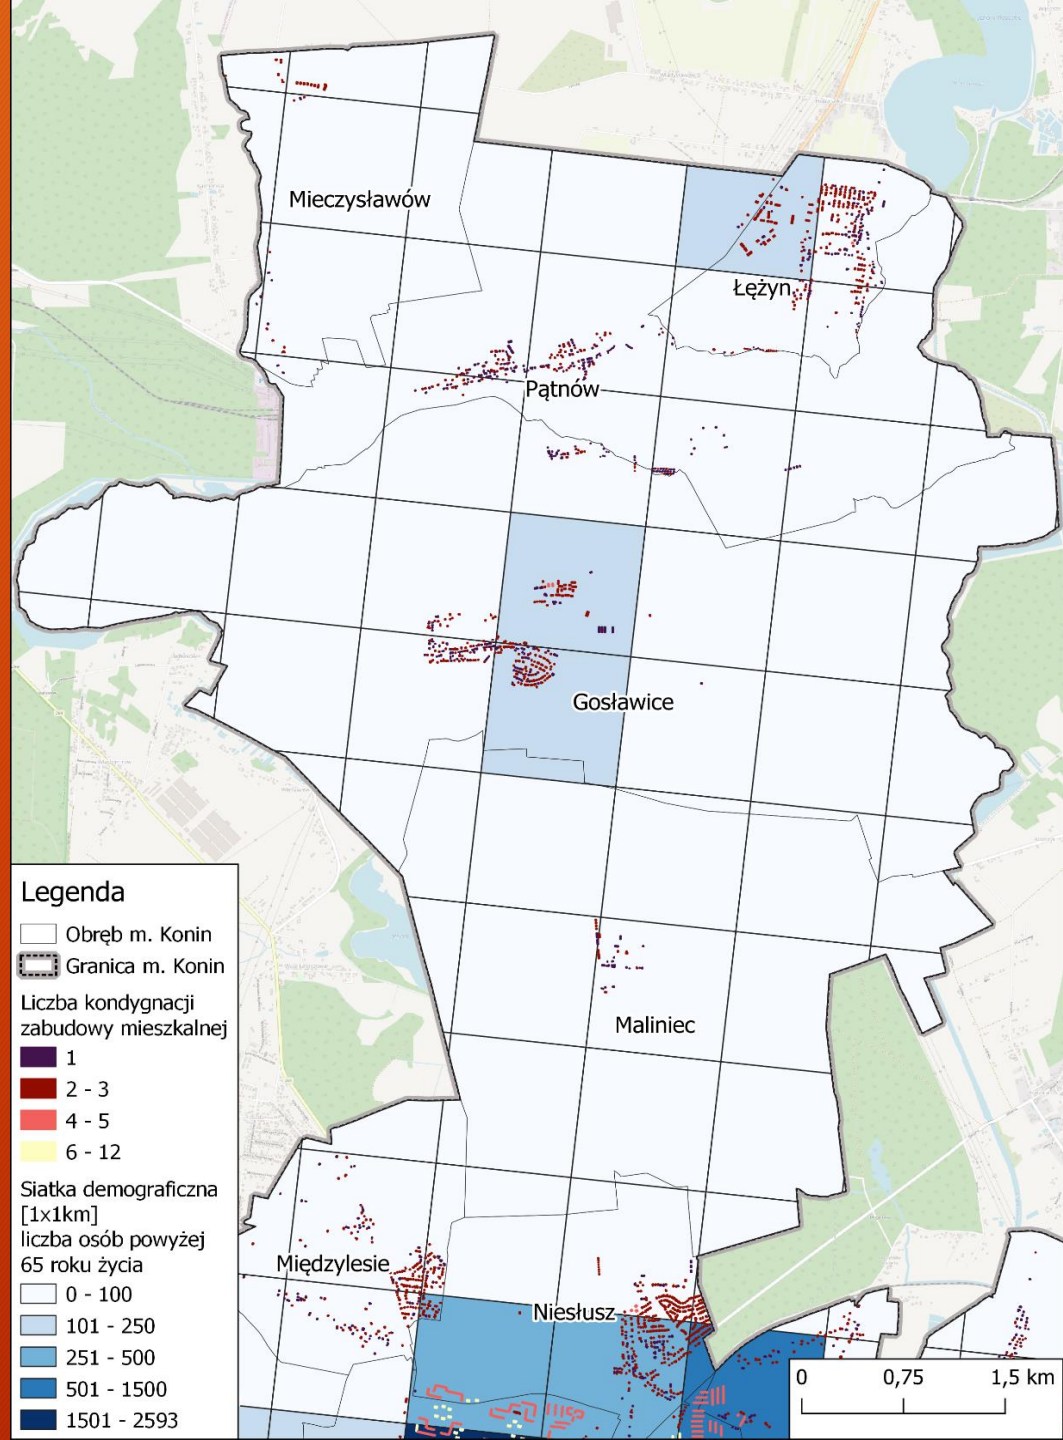 Mieczysławów
Łężyn
Pątnów
Gosławice
Maliniec
Międzylesie
Niesłusz
Legenda
Obręb m. Konin
Granica m. Konin
Liczba kondygnacji
zabudowy mieszkalnej
1
2 - 3
4 - 5
6 - 12
Siatka demograficzna
[1x1km]
liczba osób powyżej
65 roku życia
0 - 100
101 - 250
251 - 500
501 - 1500
1501 - 2593
0 0,75 1,5 km